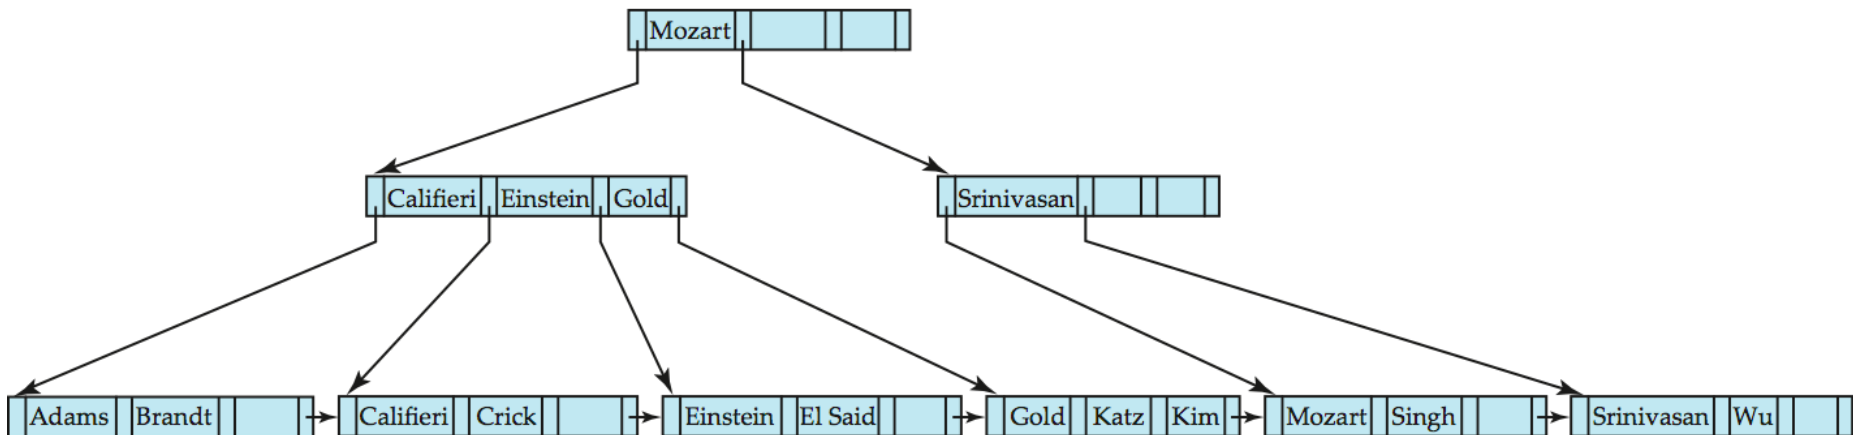 Mozart
Califieri Einstein Gold
Srinivasan
Adams Brandt
Califieri Crick
Einstein El Said
Gold Katz Kim
Mozart Singh
Srinivasan Wu